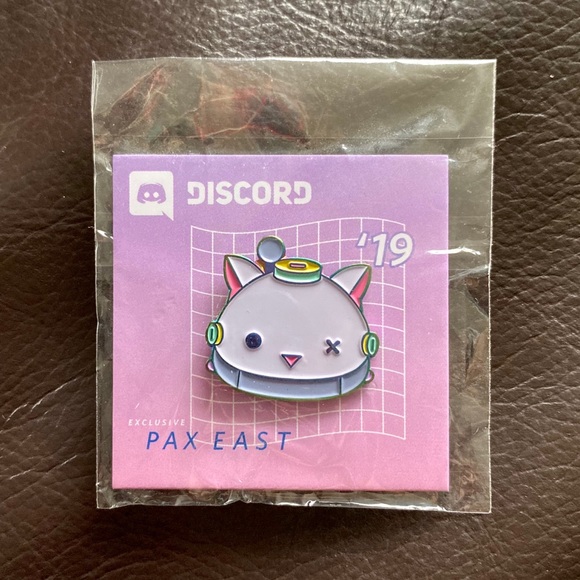 DISCORD
'19
EXCLUSIVE
PAX EAST